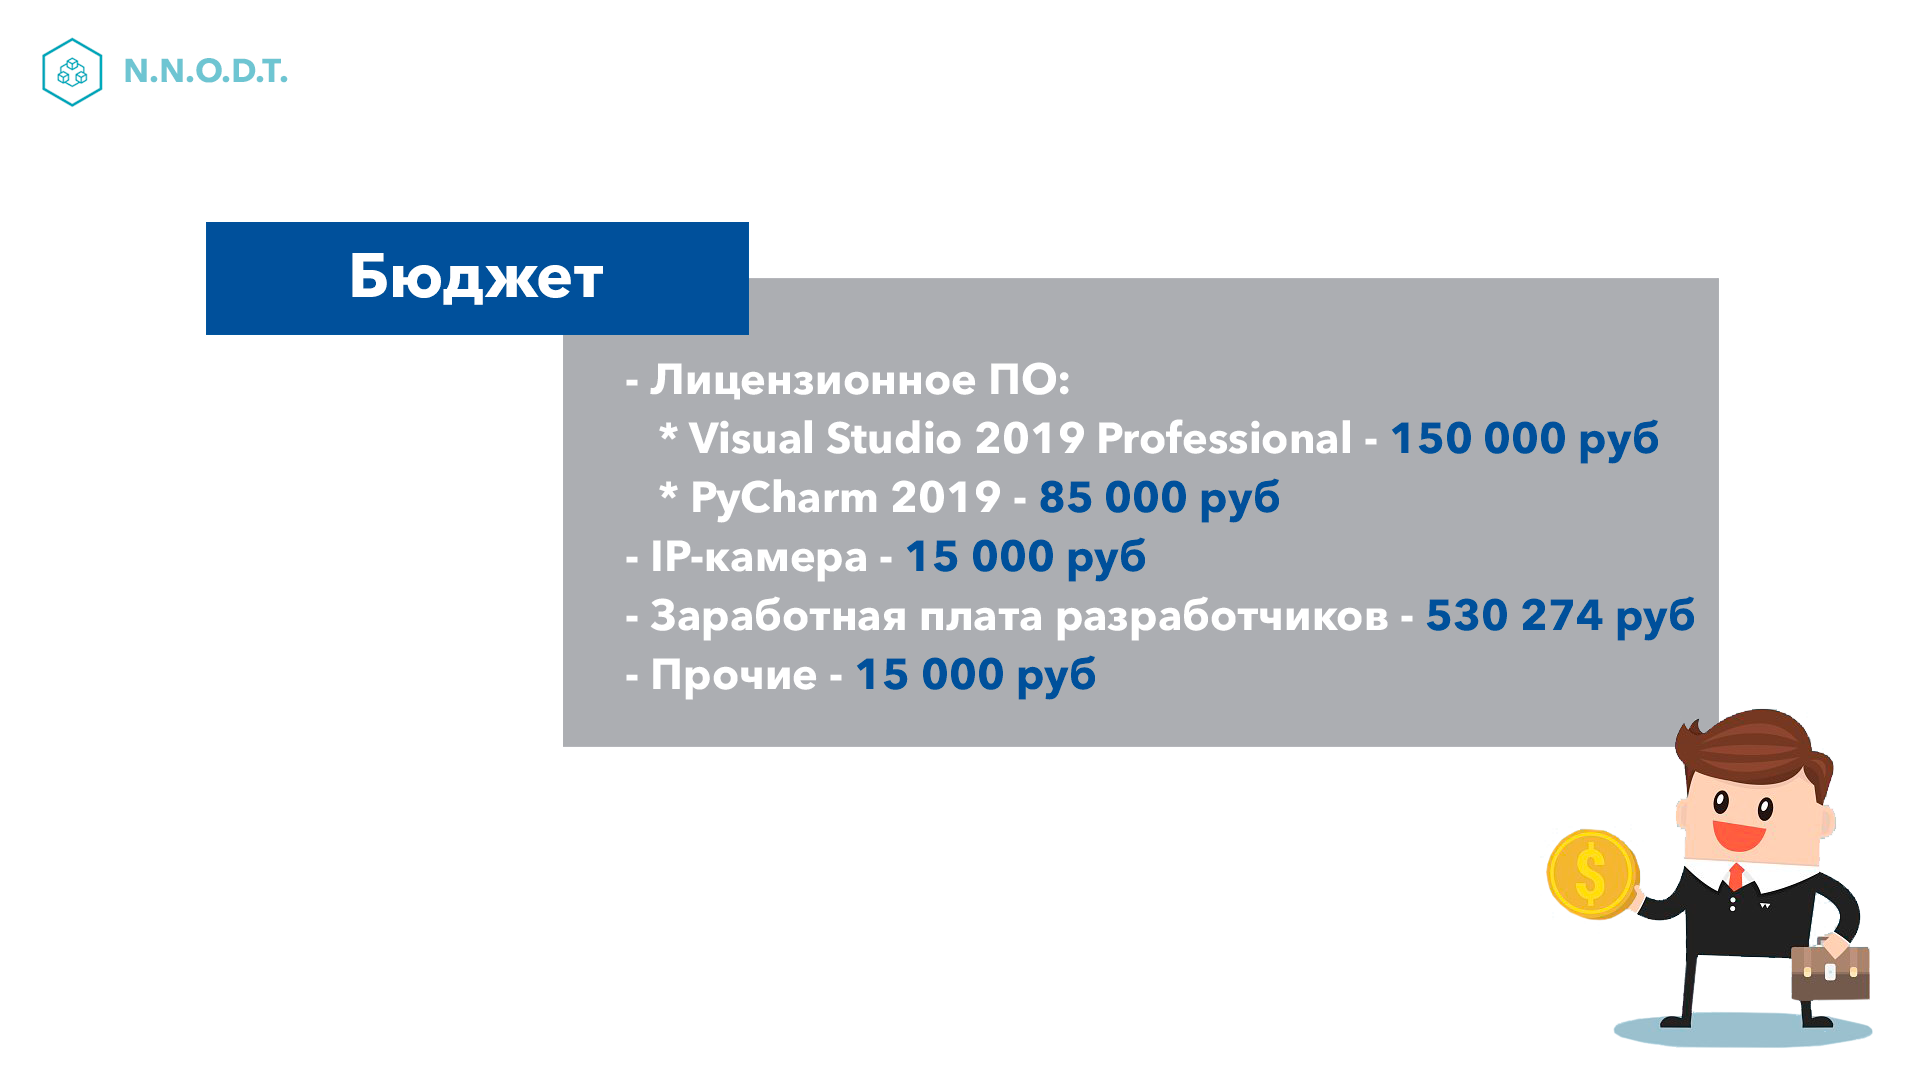 N.N.O.D.T.
Бюджет
- Лицензионное ПО:
* Visual Studio 2019 Professional - 150 000 руб
* PyCharm 2019 - 85 000 руб
- IP-камера - 15 000 руб
- Заработная плата разработчиков - 530 274 руб
- Прочие - 15 000 руб
$